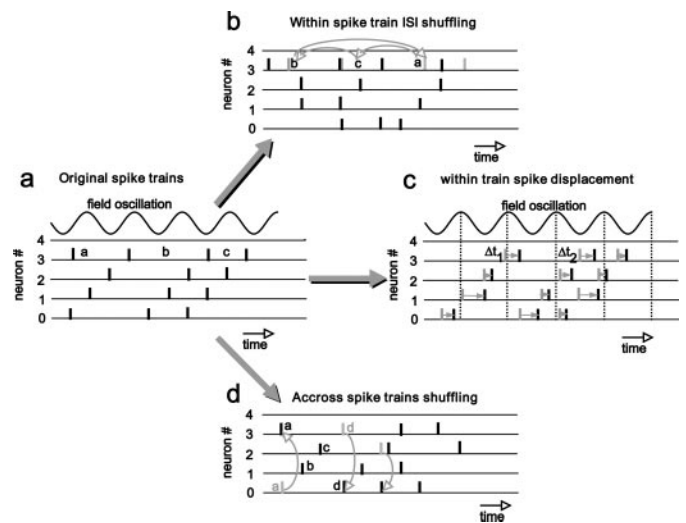 b
Within spike train ISI shuffling
4
b c a
3
2
1
0
neuron #
time
a
Original spike trains
field oscillation
4
a b c
3
2
1
0
neuron #
time
c
within train spike displacement
field oscillation
4
Δt1 Δt2
3
2
1
0
neuron #
time
d
Accross spike trains shuffling
4
a d
3
c
2
b
1
a d
0
neuron #
time